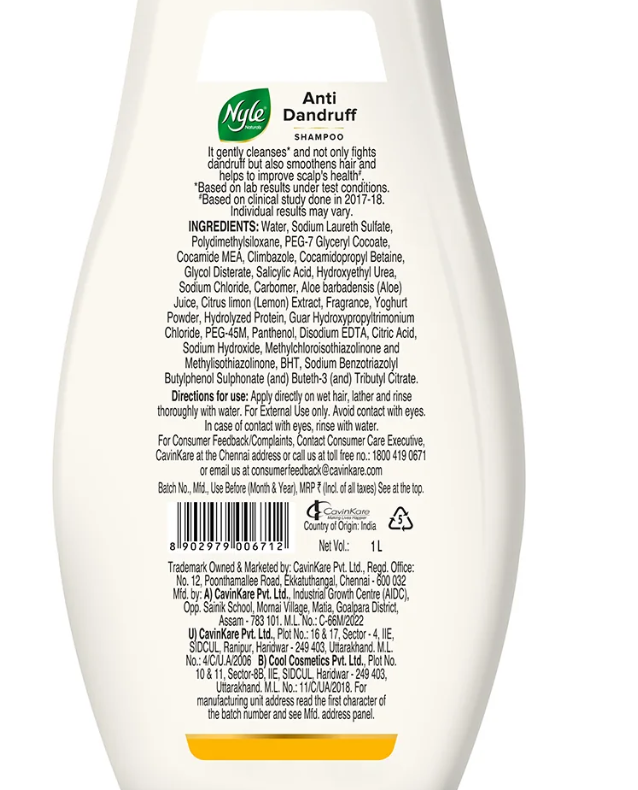 Nyle
Naturals
Anti
Dandruff
SHAMPOO
It gently cleanses* and not only fights
dandruff but also smoothens hair and
helps to improve scalp's health#.
*Based on lab results under test conditions.
#Based on clinical study done in 2017-18.
Individual results may vary.
INGREDIENTS: Water, Sodium Laureth Sulfate,
Polydimethylsiloxane, PEG-7 Glyceryl Cocoate,
Cocamide MEA, Climbazole, Cocamidopropyl Betaine,
Glycol Disterate, Salicylic Acid, Hydroxyethyl Urea,
Sodium Chloride, Carbomer, Aloe barbadensis (Aloe)
Juice, Citrus limon (Lemon) Extract, Fragrance, Yoghurt
Powder, Hydrolyzed Protein, Guar Hydroxypropyltrimonium
Chloride, PEG-45M, Panthenol, Disodium EDTA, Citric Acid,
Sodium Hydroxide, Methylchloroisothiazolinone and
Methylisothiazolinone, BHT, Sodium Benzotriazolyl
Butylphenol Sulphonate (and) Buteth-3 (and) Tributyl Citrate.
Directions for use: Apply directly on wet hair, lather and rinse
thoroughly with water. For External Use only. Avoid contact with eyes.
In case of contact with eyes, rinse with water.
For Consumer Feedback/Complaints, Contact Consumer Care Executive,
CavinKare at the Chennai address or call us at toll free no.: 1800 419 0671
or email us at consumerfeedback@cavinkare.com
Batch No., Mfd., Use Before (Month & Year), MRP ₹ (Incl. of all taxes) See at the top.
CavinKare
Making Lives Happier
Country of Origin: India
5
8 902979 006712
Net Vol.: 1 L
Trademark Owned & Marketed by: CavinKare Pvt. Ltd., Regd. Office:
No. 12, Poonthamallee Road, Ekkatuthangal, Chennai - 600 032
Mfd. by: A) CavinKare Pvt. Ltd., Industrial Growth Centre (AIDC),
Opp. Sainik School, Mornai Village, Matia, Goalpara District,
Assam - 783 101. M.L. No.: C-66M/2022
U) CavinKare Pvt. Ltd., Plot No.: 16 & 17, Sector - 4, IIE,
SIDCUL, Ranipur, Haridwar - 249 403, Uttarakhand. M.L.
No.: 4/C/U.A/2006 B) Cool Cosmetics Pvt. Ltd., Plot No.
10 & 11, Sector-8B, IIE, SIDCUL, Haridwar - 249 403,
Uttarakhand. M.L. No.: 11/C/UA/2018. For
manufacturing unit address read the first character of
the batch number and see Mfd. address panel.